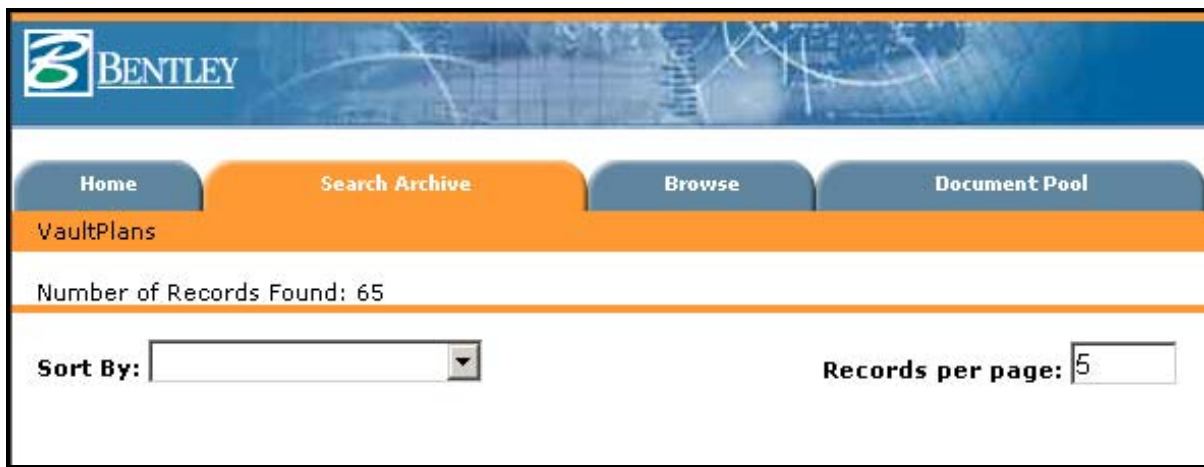 BENTLEY
Home Search Archive Browse Document Pool
VaultPlans
Number of Records Found: 65
Sort By: Records per page: 5